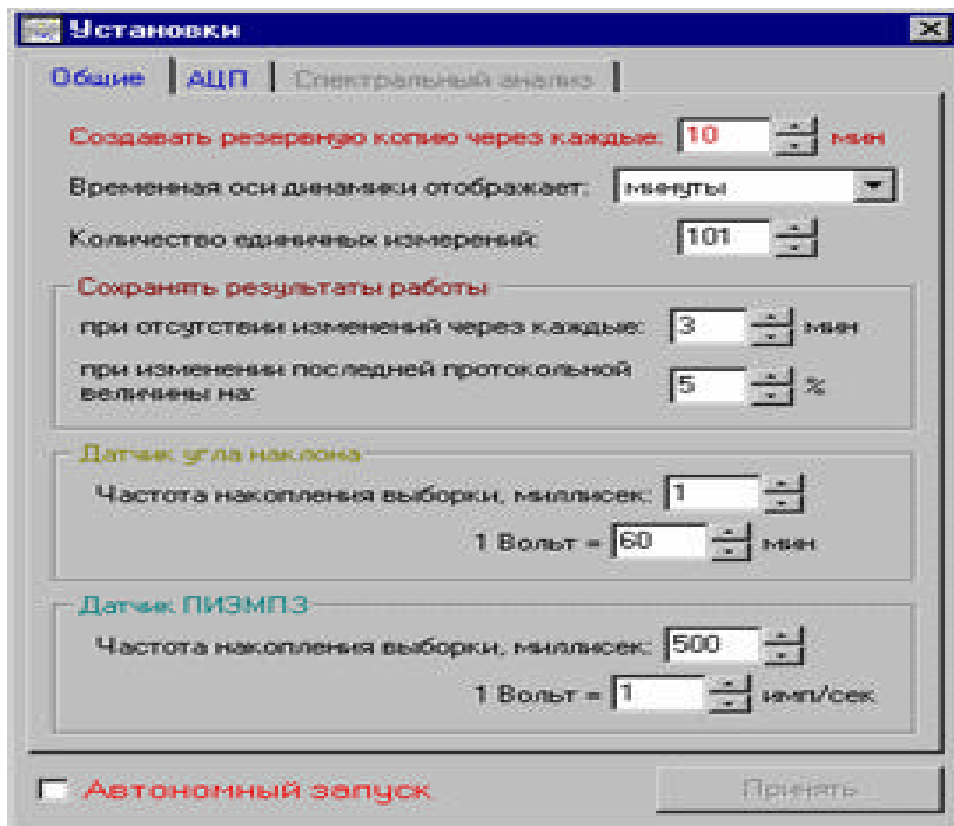 Установки
Общие АЦП Спектральный анализ
Создавать резервную копию через каждые: 10 мин
Временная оси динамики отображает: минуты
Количество единичных измерений: 101
Сохранять результаты работы
при отсутствии изменений через каждые: 3 мин
при изменении последней протокольной
величины на: 5 %
Датчик угла наклона
Частота накопления выборки, миллисек: 1
1 Вольт = 60 мин
Датчик ПИЭМПЗ
Частота накопления выборки, миллисек: 500
1 Вольт = 1 имп/сек
Автономный запуск Принять